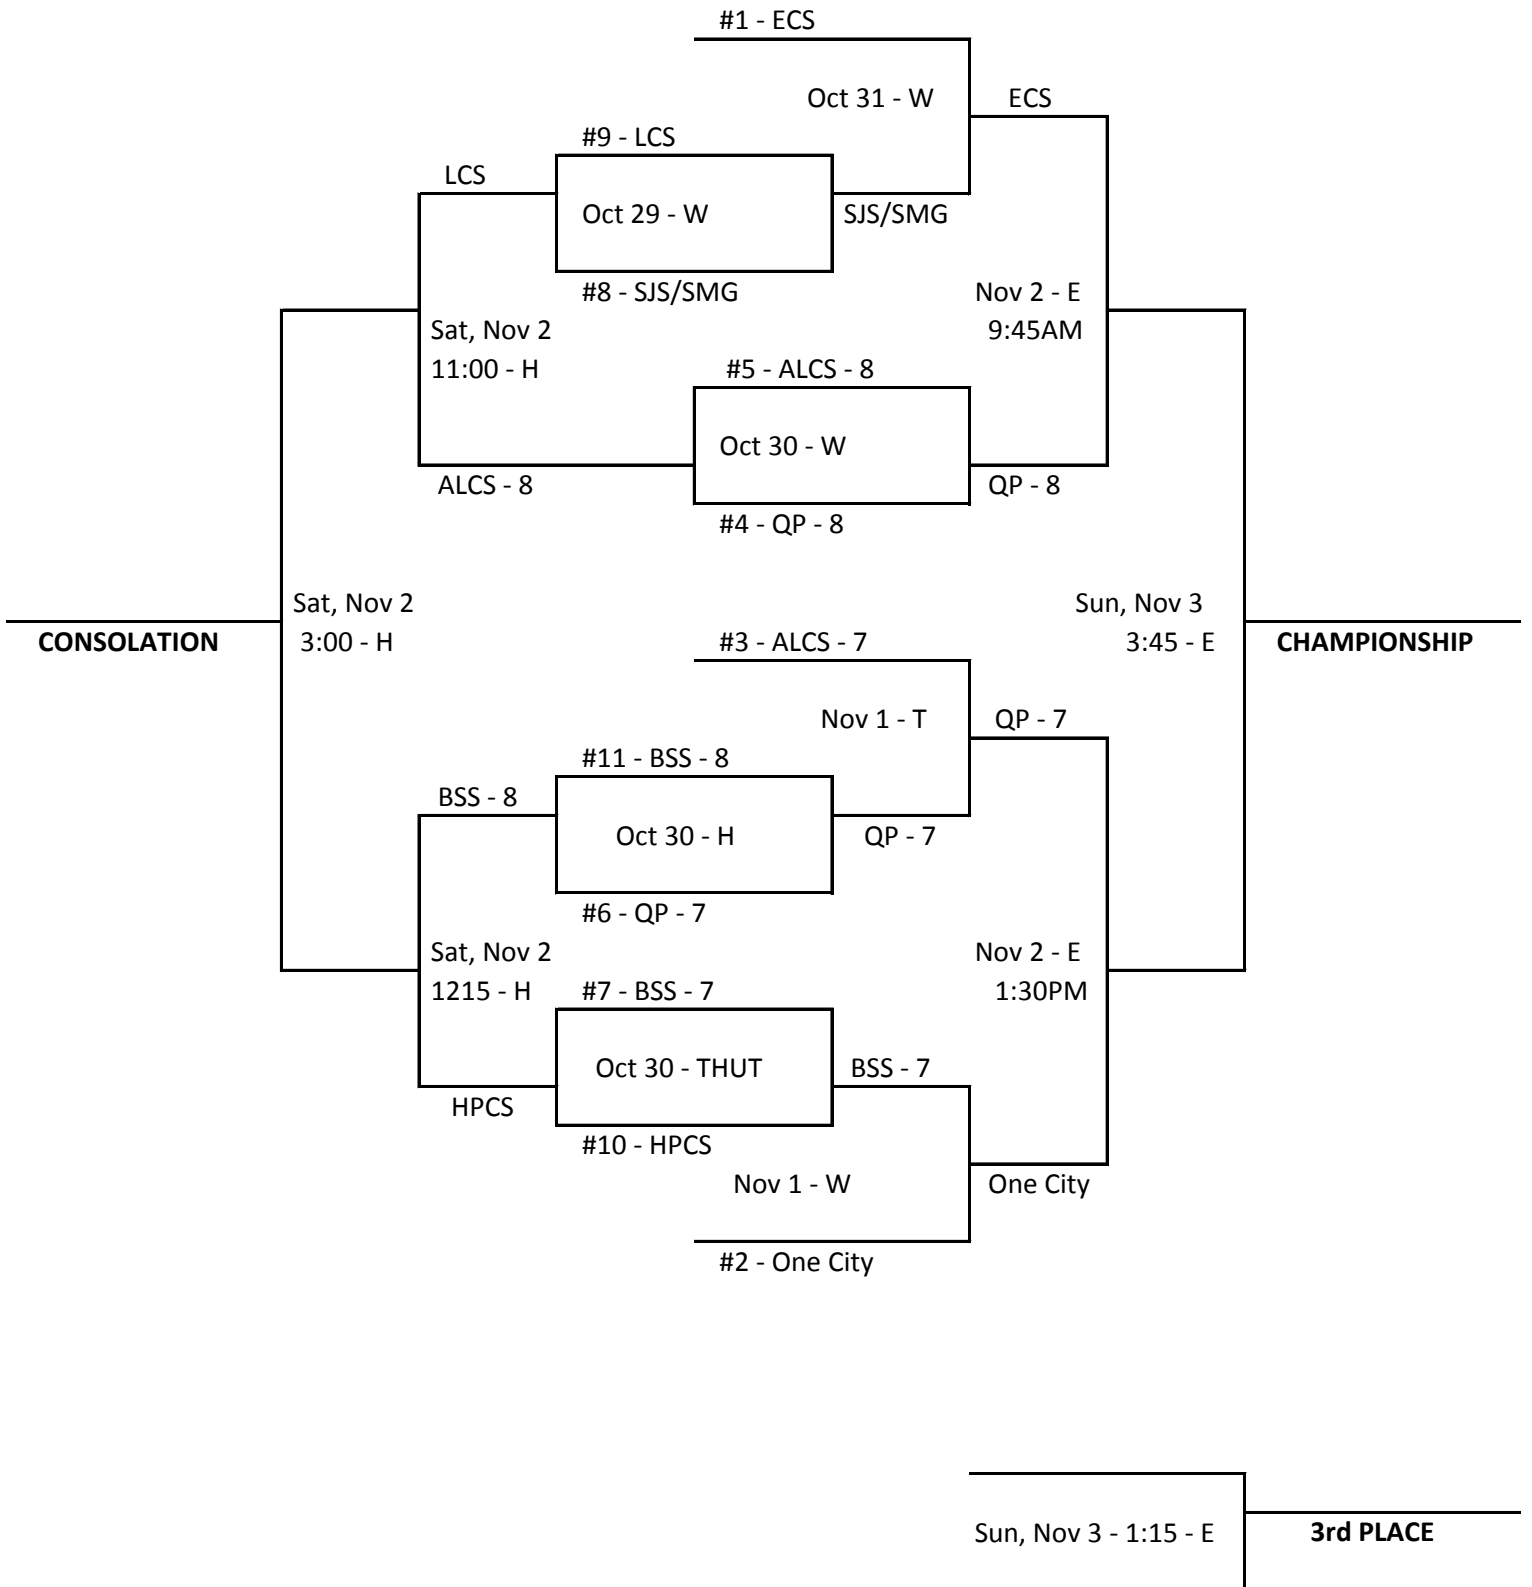 #1 - ECS
Oct 31 - W
ECS
#9 - LCS
LCS
Oct 29 - W
SJS/SMG
#8 - SJS/SMG
Nov 2 - E
9:45AM
Sat, Nov 2
11:00 - H
#5 - ALCS - 8
Oct 30 - W
ALCS - 8
QP - 8
#4 - QP - 8
Sat, Nov 2
3:00 - H
CONSOLATION
Sun, Nov 3
3:45 - E
CHAMPIONSHIP
#3 - ALCS - 7
Nov 1 - T
QP - 7
#11 - BSS - 8
BSS - 8
Oct 30 - H
QP - 7
#6 - QP - 7
Sat, Nov 2
1215 - H
Nov 2 - E
1:30PM
#7 - BSS - 7
Oct 30 - THUT
BSS - 7
HPCS
#10 - HPCS
Nov 1 - W
One City
#2 - One City
Sun, Nov 3 - 1:15 - E
3rd PLACE